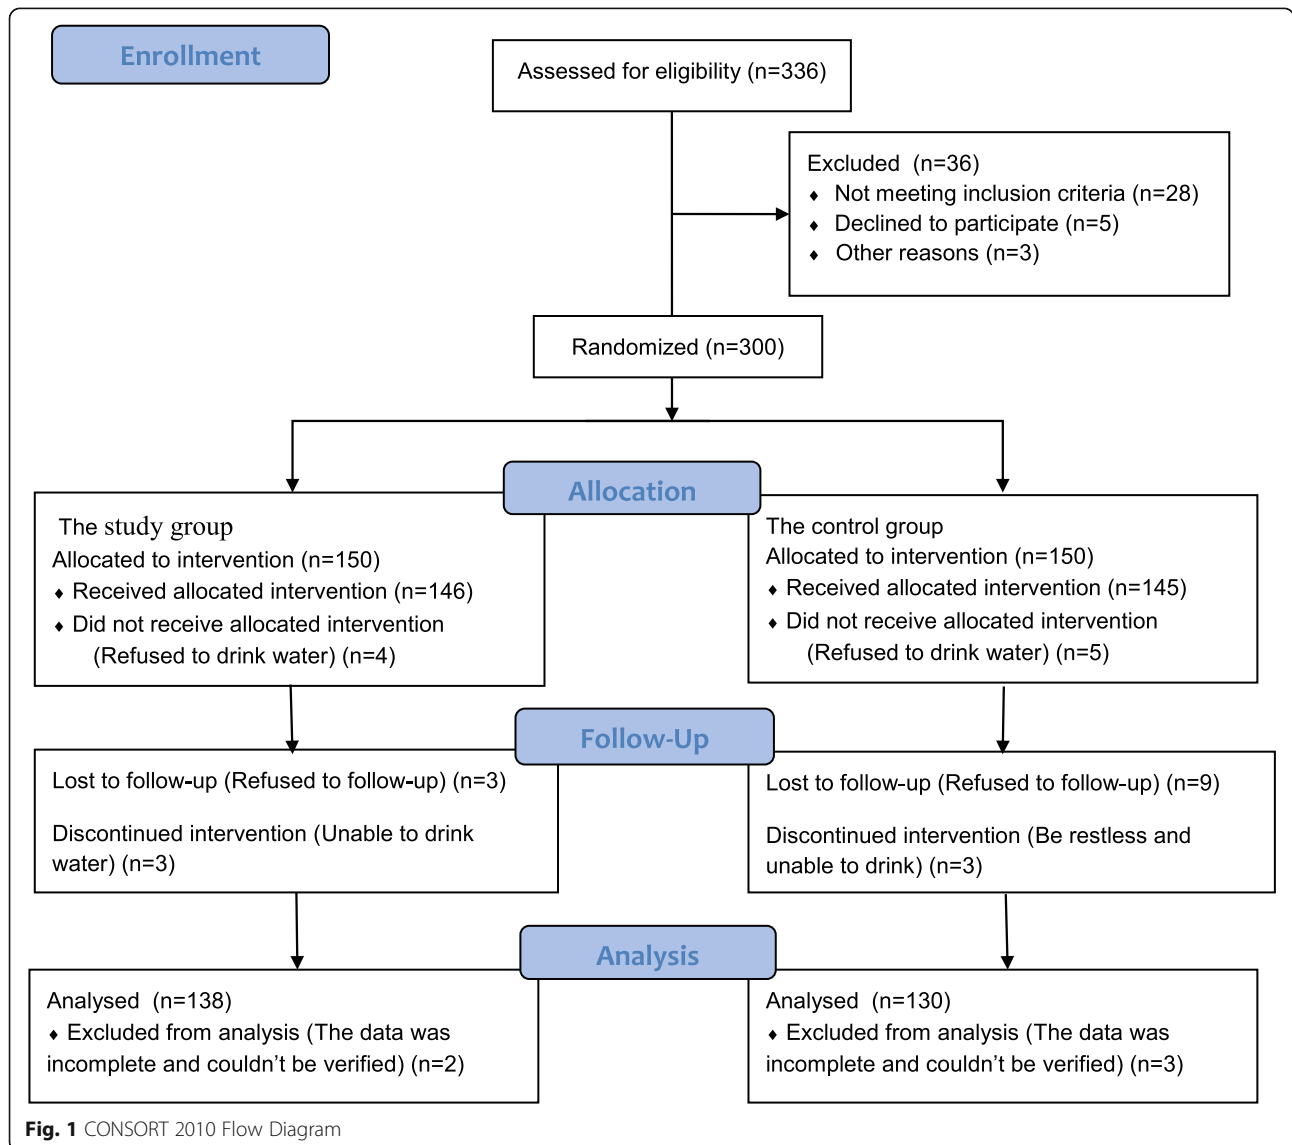 Enrollment
Assessed for eligibility (n=336)
Excluded (n=36)
♦ Not meeting inclusion criteria (n=28)
♦ Declined to participate (n=5)
♦ Other reasons (n=3)
Randomized (n=300)
Allocation
The study group
Allocated to intervention (n=150)
♦ Received allocated intervention (n=146)
♦ Did not receive allocated intervention
(Refused to drink water) (n=4)
The control group
Allocated to intervention (n=150)
♦ Received allocated intervention (n=145)
♦ Did not receive allocated intervention
(Refused to drink water) (n=5)
Follow-Up
Lost to follow-up (Refused to follow-up) (n=3)
Discontinued intervention (Unable to drink
water) (n=3)
Lost to follow-up (Refused to follow-up) (n=9)
Discontinued intervention (Be restless and
unable to drink) (n=3)
Analysis
Analysed (n=138)
♦ Excluded from analysis (The data was
incomplete and couldn't be verified) (n=2)
Analysed (n=130)
♦ Excluded from analysis (The data was
incomplete and couldn't be verified) (n=3)
Fig. 1 CONSORT 2010 Flow Diagram